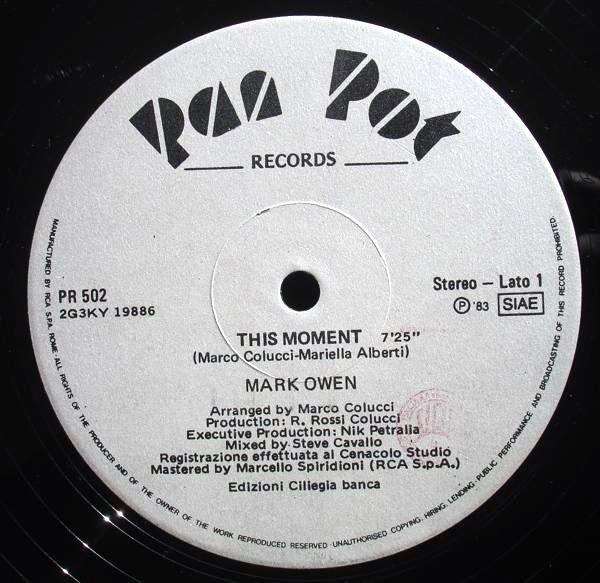 Ran Pot
RECORDS
PR 502
2G3KY 19886
Stereo – Lato 1
Ⓟ '83 SIAE
THIS MOMENT 7'25"
(Marco Colucci-Mariella Alberti)
MARK OWEN
Arranged by Marco Colucci
Production: R. Rossi Colucci
Executive Production: Nik Petralia
Mixed by Steve Cavallo
Registrazione effettuata al Cenacolo Studio
Mastered by Marcello Spiridioni (RCA S.p.A.)
Edizioni Ciliegia banca
MANUFACTURED BY RCA S.P.A. ROME·ALL RIGHTS OF THE PRODUCER AND OF THE OWNER OF THE WORK REPRODUCED RESERVED·UNAUTHORISED COPYING, HIRING, LENDING, PUBLIC PERFORMANCE AND BROADCASTING OF THIS RECORD PROHIBITED.